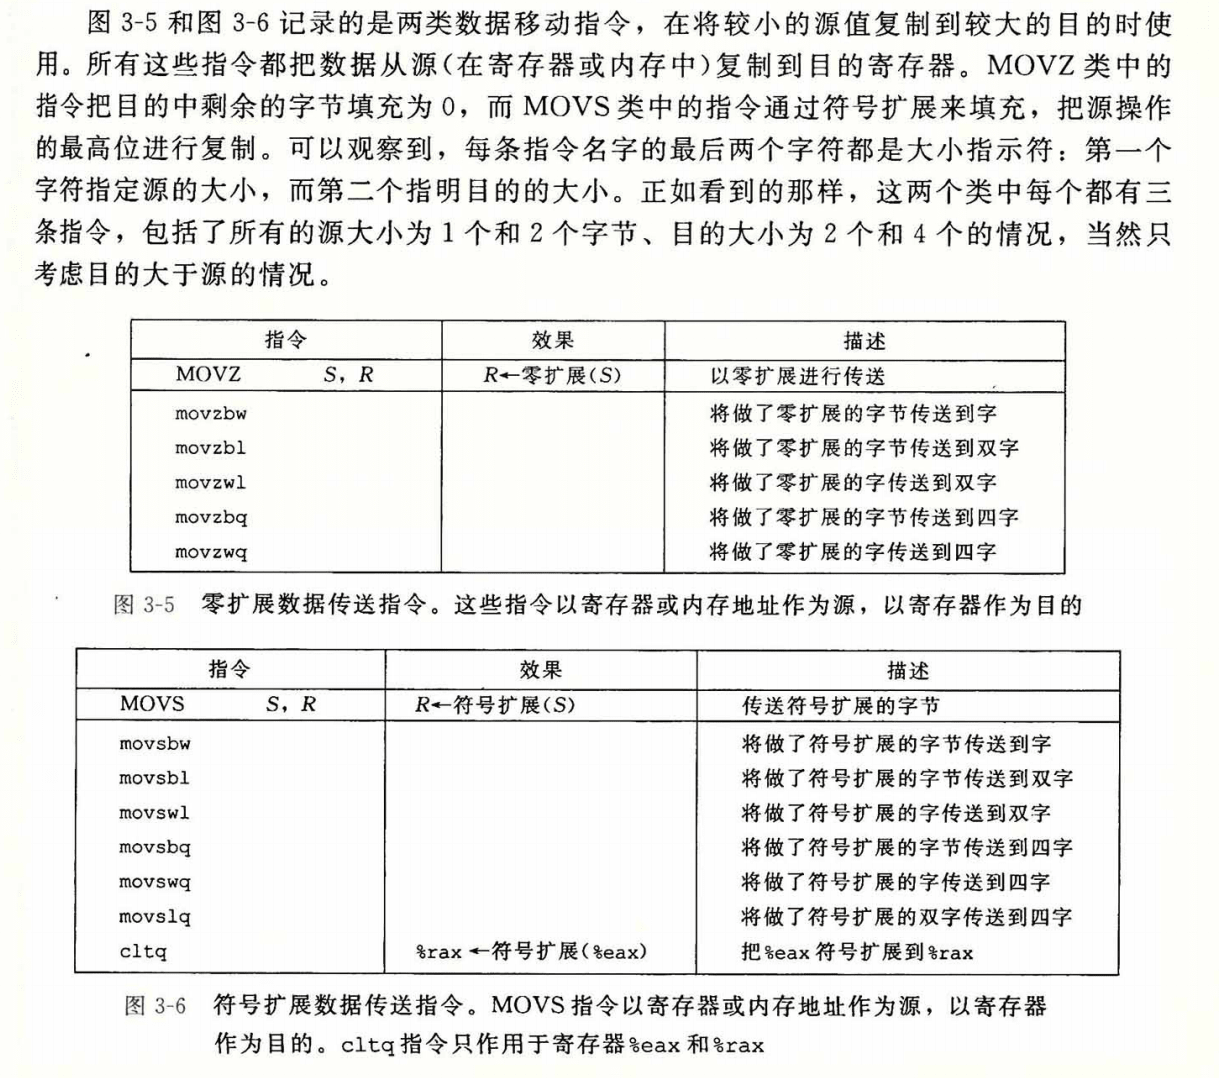 图 3-5 和图 3-6 记录的是两类数据移动指令，在将较小的源值复制到较大的目的时使
用。所有这些指令都把数据从源(在寄存器或内存中)复制到目的寄存器。MOVZ 类中的
指令把目的中剩余的字节填充为 0，而 MOVS 类中的指令通过符号扩展来填充，把源操作
的最高位进行复制。可以观察到，每条指令名字的最后两个字符都是大小指示符：第一个
字符指定源的大小，而第二个指明目的的大小。正如看到的那样，这两个类中每个都有三
条指令，包括了所有的源大小为 1 个和 2 个字节、目的大小为 2 个和 4 个的情况，当然只
考虑目的大于源的情况。
指令 效果 描述
MOVZ S, R R←零扩展(S) 以零扩展进行传送
movzbw 将做了零扩展的字节传送到字
movzbl 将做了零扩展的字节传送到双字
movzwl 将做了零扩展的字传送到双字
movzbq 将做了零扩展的字节传送到四字
movzwq 将做了零扩展的字传送到四字
图 3-5 零扩展数据传送指令。这些指令以寄存器或内存地址作为源，以寄存器作为目的
指令 效果 描述
MOVS S, R R←符号扩展(S) 传送符号扩展的字节
movsbw 将做了符号扩展的字节传送到字
movsbl 将做了符号扩展的字节传送到双字
movswl 将做了符号扩展的字传送到双字
movsbq 将做了符号扩展的字节传送到四字
movswq 将做了符号扩展的字传送到四字
movslq 将做了符号扩展的双字传送到四字
cltq %rax←符号扩展(%eax) 把%eax 符号扩展到%rax
图 3-6 符号扩展数据传送指令。MOVS 指令以寄存器或内存地址作为源，以寄存器
作为目的。cltq 指令只作用于寄存器%eax 和%rax